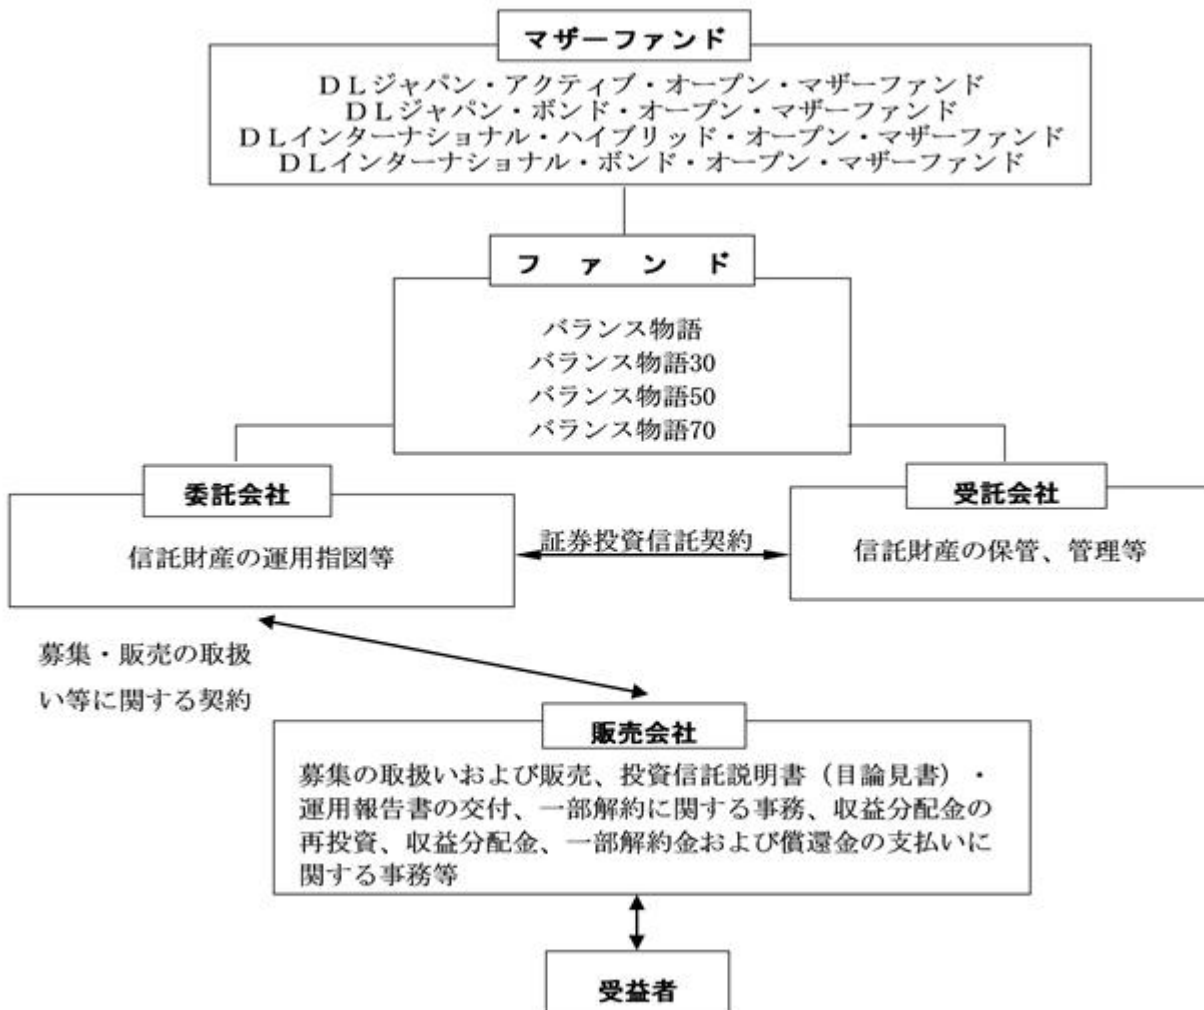 マザーファンド
ＤＬジャパン・アクティブ・オープン・マザーファンド
ＤＬジャパン・ボンド・オープン・マザーファンド
ＤＬインターナショナル・ハイブリッド・オープン・マザーファンド
ＤＬインターナショナル・ボンド・オープン・マザーファンド
フ　ァ　ン　ド
バランス物語
バランス物語30
バランス物語50
バランス物語70
委託会社
受託会社
信託財産の運用指図等
証券投資信託契約
信託財産の保管、管理等
募集・販売の取扱
い等に関する契約
販売会社
募集の取扱いおよび販売、投資信託説明書（目論見書）・
運用報告書の交付、一部解約に関する事務、収益分配金の
再投資、収益分配金、一部解約金および償還金の支払いに
関する事務等
受益者